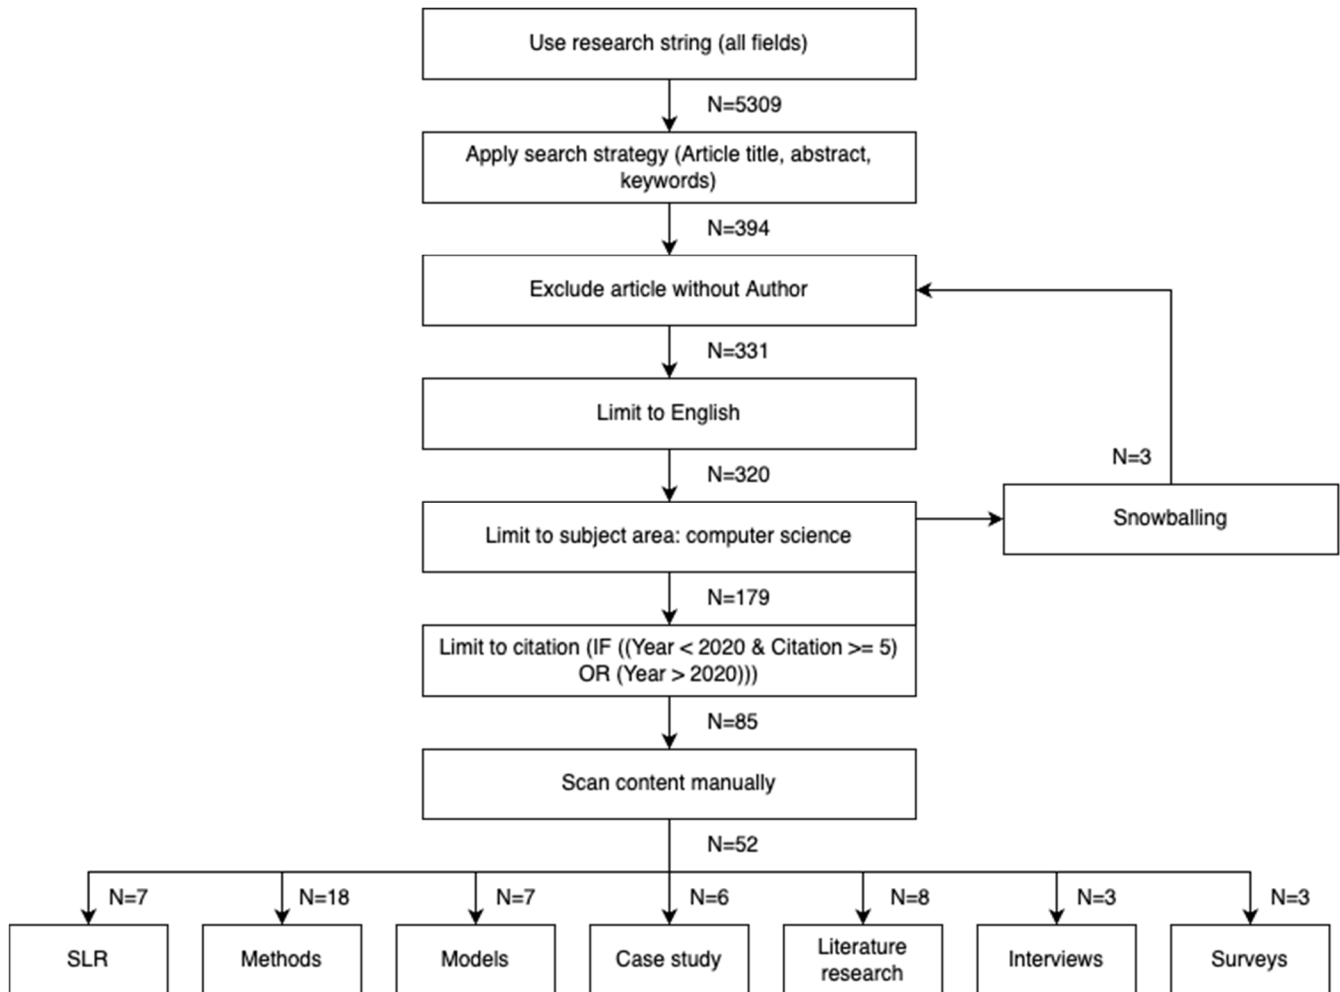 Use research string (all fields)
N=5309
Apply search strategy (Article title, abstract,
keywords)
N=394
Exclude article without Author
N=331
Limit to English
N=320
N=3
Limit to subject area: computer science
Snowballing
N=179
Limit to citation (IF ((Year < 2020 & Citation >= 5)
OR (Year > 2020)))
N=85
Scan content manually
N=52
N=7
N=18
N=7
N=6
N=8
N=3
N=3
SLR
Methods
Models
Case study
Literature
research
Interviews
Surveys